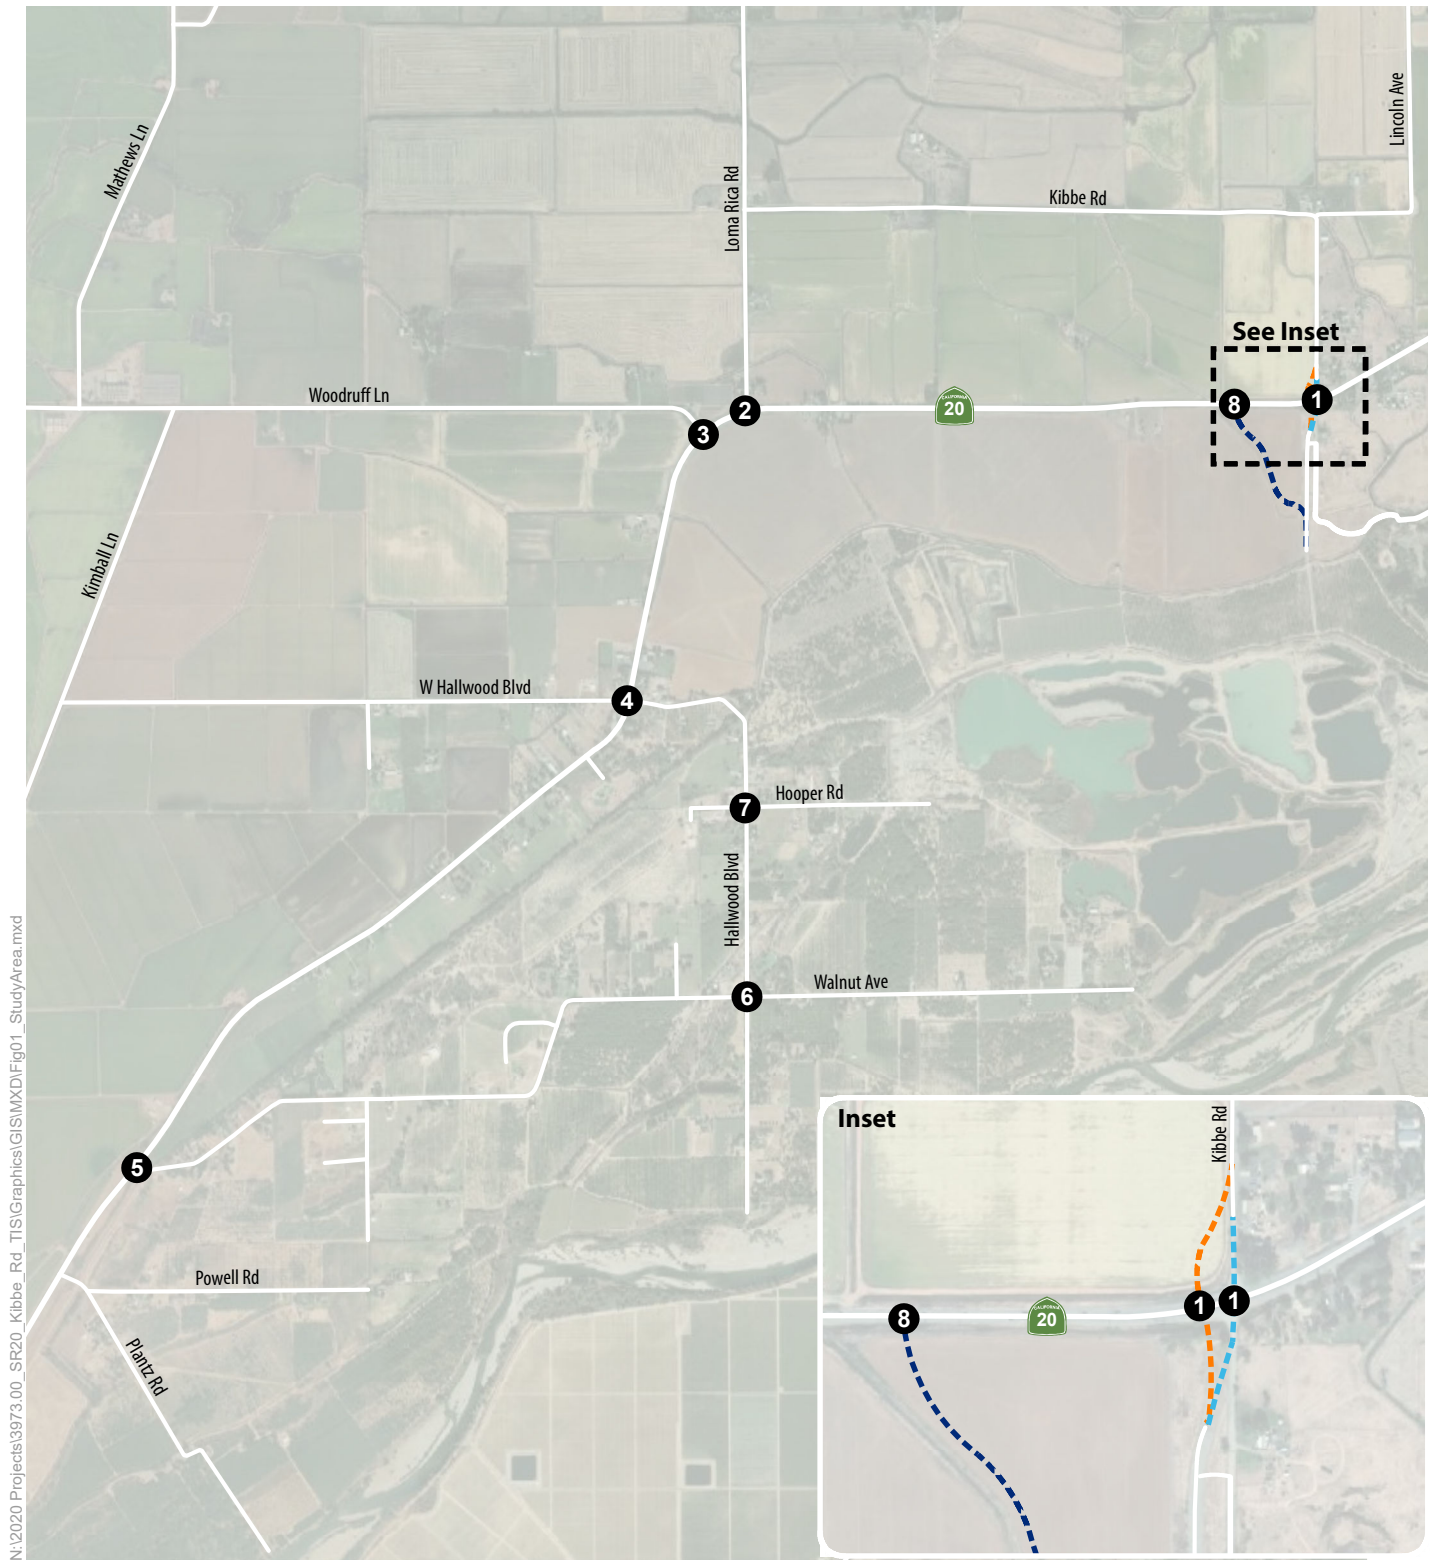 Lincoln Ave
Mathews Ln
Loma Rica Rd
Kibbe Rd
See Inset
Woodruff Ln
2
CALIFORNIA
20
8
1
3
Kimball Ln
W Hallwood Blvd
4
Hooper Rd
7
Hallwood Blvd
Walnut Ave
6
Inset
Kibbe Rd
5
Powell Rd
1
1
8
CALIFORNIA
20
Plantz Rd
N:\2020 Projects\3973.00_SR20_Kibbe_Rd_TIS\Graphics\GIS\MXD\Fig01_StudyArea.mxd